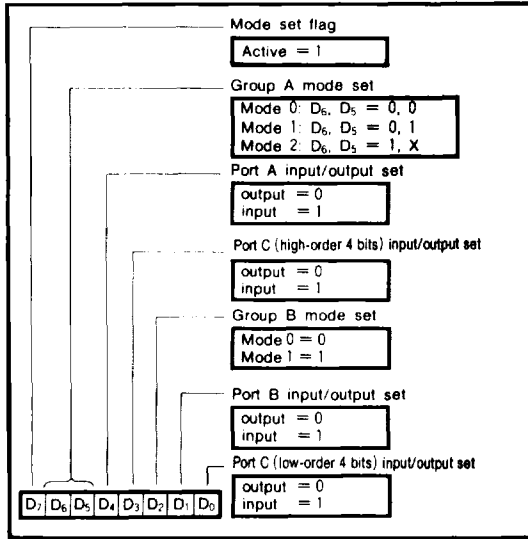 Mode set flag
Active = 1
Group A mode set
Mode 0: D₆, D₅ = 0, 0
Mode 1: D₆, D₅ = 0, 1
Mode 2: D₆, D₅ = 1, X
Port A input/output set
output = 0
input = 1
Port C (high-order 4 bits) input/output set
output = 0
input = 1
Group B mode set
Mode 0 = 0
Mode 1 = 1
Port B input/output set
output = 0
input = 1
Port C (low-order 4 bits) input/output set
output = 0
input = 1
D₇ D₆ D₅ D₄ D₃ D₂ D₁ D₀